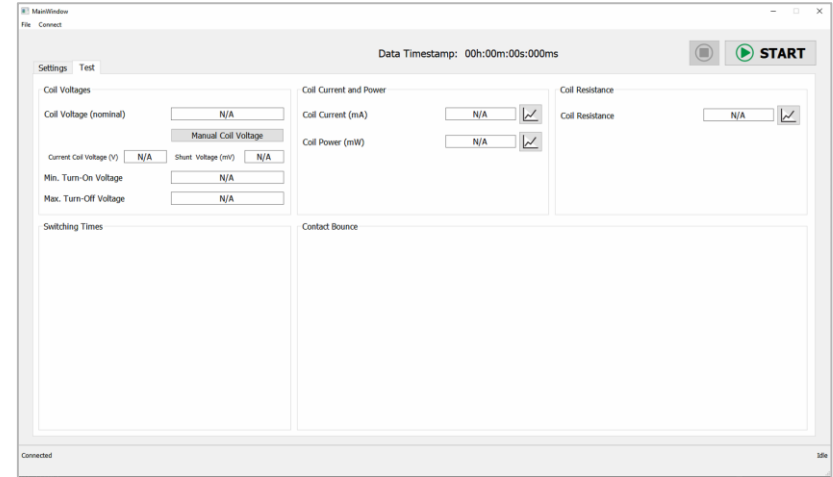 MainWindow
File Connect
Data Timestamp: 00h:00m:00s:000ms
START
Settings Test
Coil Voltages
Coil Voltage (nominal) N/A
Manual Coil Voltage
Current Coil Voltage (V) N/A Shunt Voltage (mV) N/A
Min. Turn-On Voltage N/A
Max. Turn-Off Voltage N/A
Coil Current and Power
Coil Current (mA) N/A
Coil Power (mW) N/A
Coil Resistance
Coil Resistance N/A
Switching Times
Contact Bounce
Connected
Idle